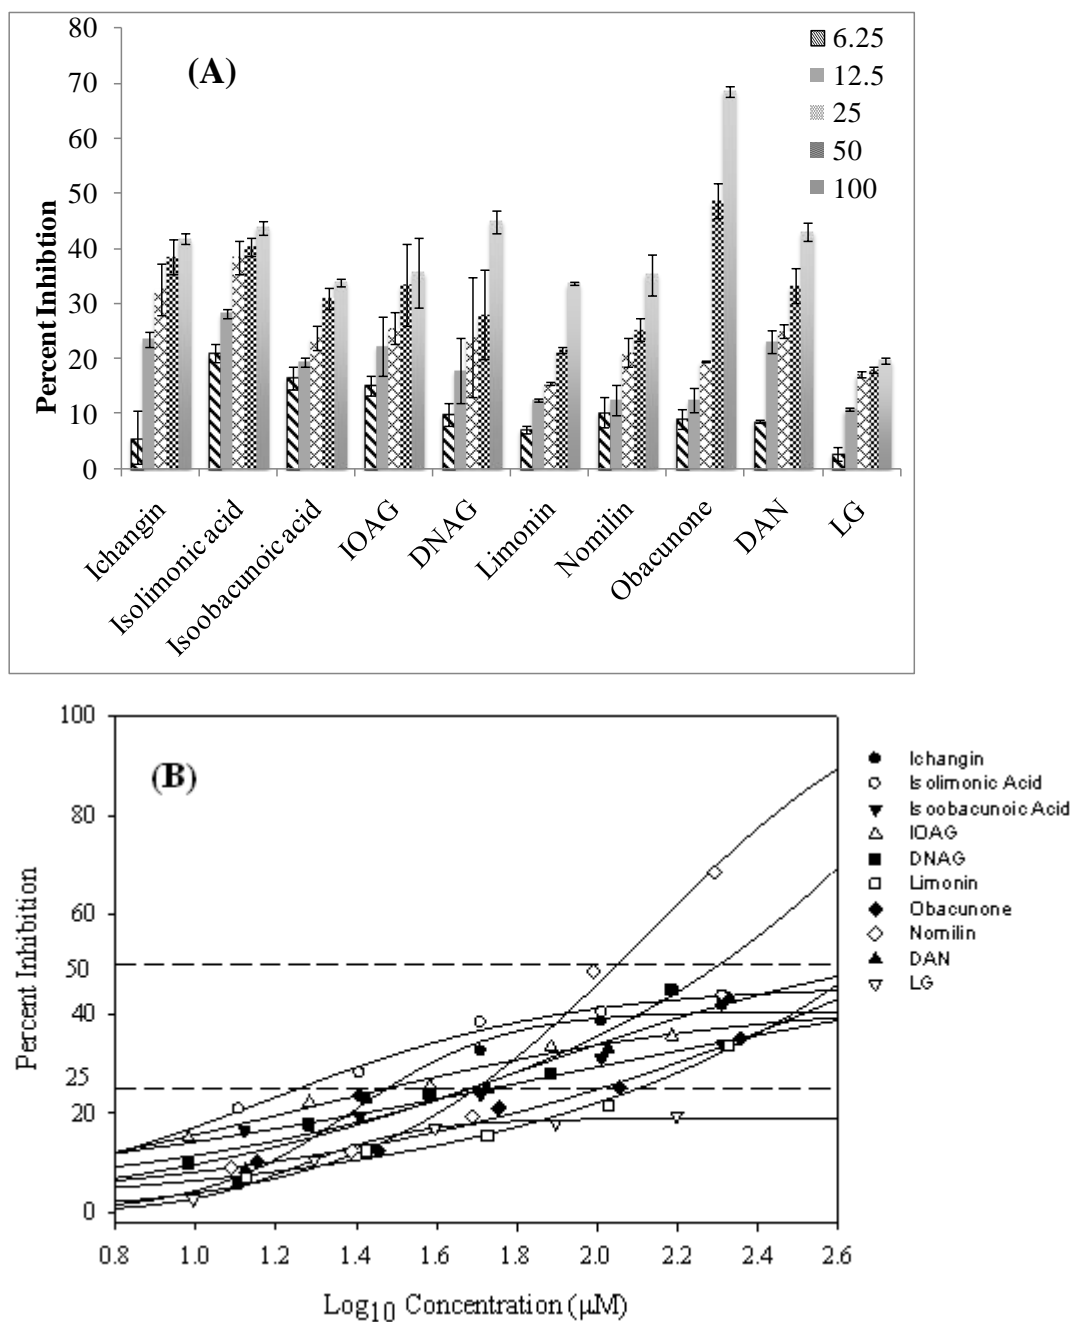 (A)
Percent Inhibtion
80
70
60
50
40
30
20
10
0
6.25
12.5
25
50
100
Ichangin
Isolimonic acid
Isoobacunoic acid
IOAG
DNAG
Limonin
Nomilin
Obacunone
DAN
LG
(B)
Percent Inhibition
100
80
60
50
40
25
20
0
0.8 1.0 1.2 1.4 1.6 1.8 2.0 2.2 2.4 2.6
Log10 Concentration (μM)
Ichangin
Isolimonic Acid
Isoobacunoic Acid
IOAG
DNAG
Limonin
Obacunone
Nomilin
DAN
LG